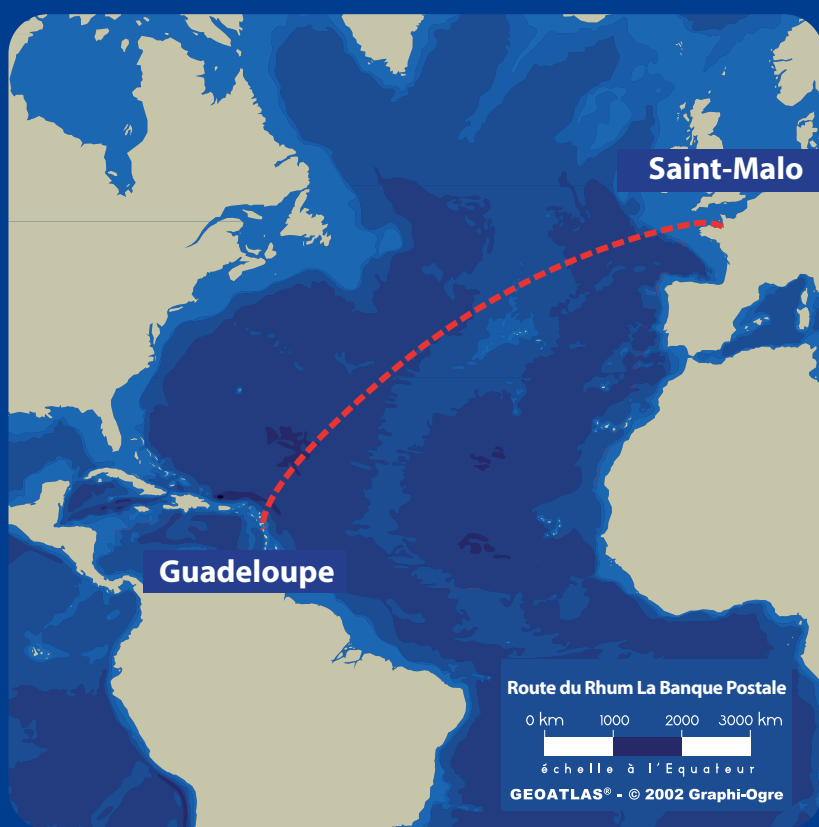 Saint-Malo
Guadeloupe
Route du Rhum La Banque Postale
0 km 1000 2000 3000 km
échelle à l'Equateur
GEOATLAS® - © 2002 Graphi-Ogre